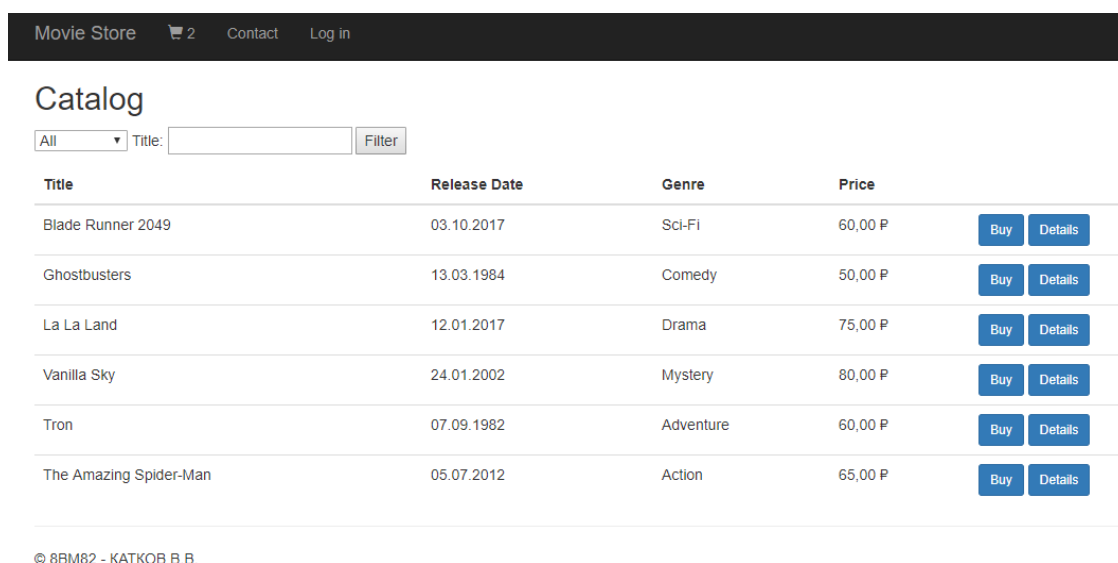 Movie Store 2 Contact Log in
Catalog
All Title: Filter
Title Release Date Genre Price
Blade Runner 2049 03.10.2017 Sci-Fi 60,00 ₽ Buy Details
Ghostbusters 13.03.1984 Comedy 50,00 ₽ Buy Details
La La Land 12.01.2017 Drama 75,00 ₽ Buy Details
Vanilla Sky 24.01.2002 Mystery 80,00 ₽ Buy Details
Tron 07.09.1982 Adventure 60,00 ₽ Buy Details
The Amazing Spider-Man 05.07.2012 Action 65,00 ₽ Buy Details
© 8ВМ82 - КАТКОВ В.В